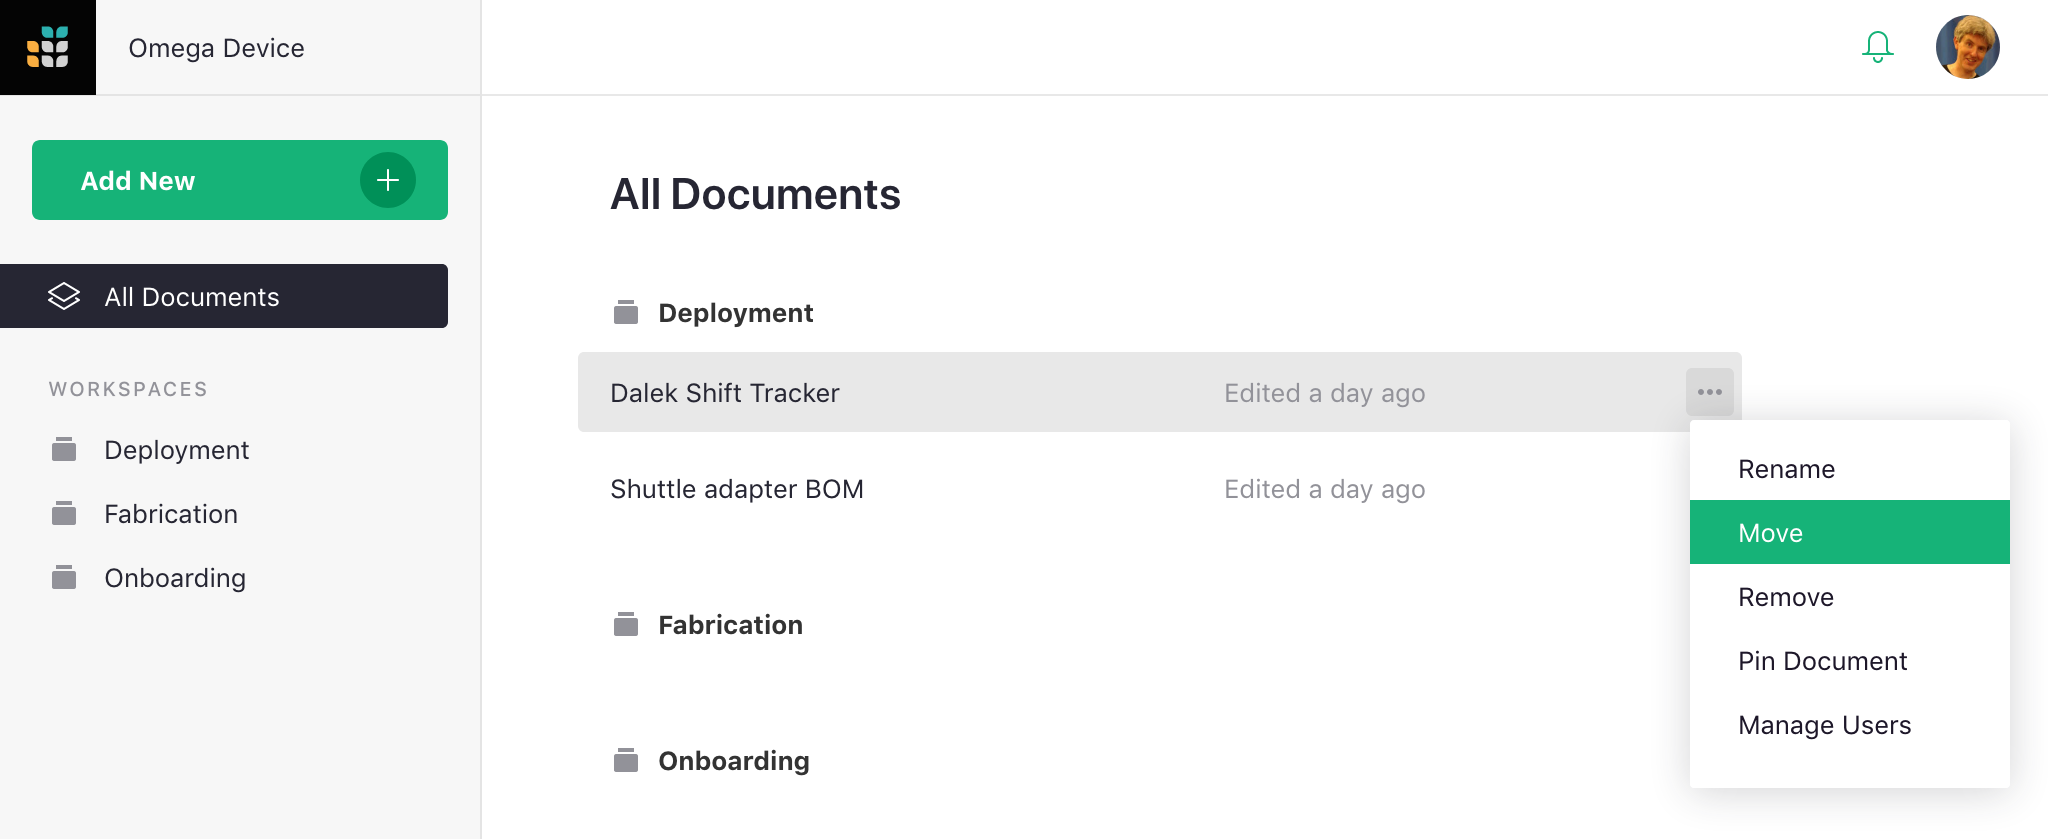 Omega Device
Add New
All Documents
WORKSPACES
Deployment
Fabrication
Onboarding
All Documents
Deployment
Dalek Shift Tracker Edited a day ago
Shuttle adapter BOM Edited a day ago
Fabrication
Onboarding
Rename
Move
Remove
Pin Document
Manage Users